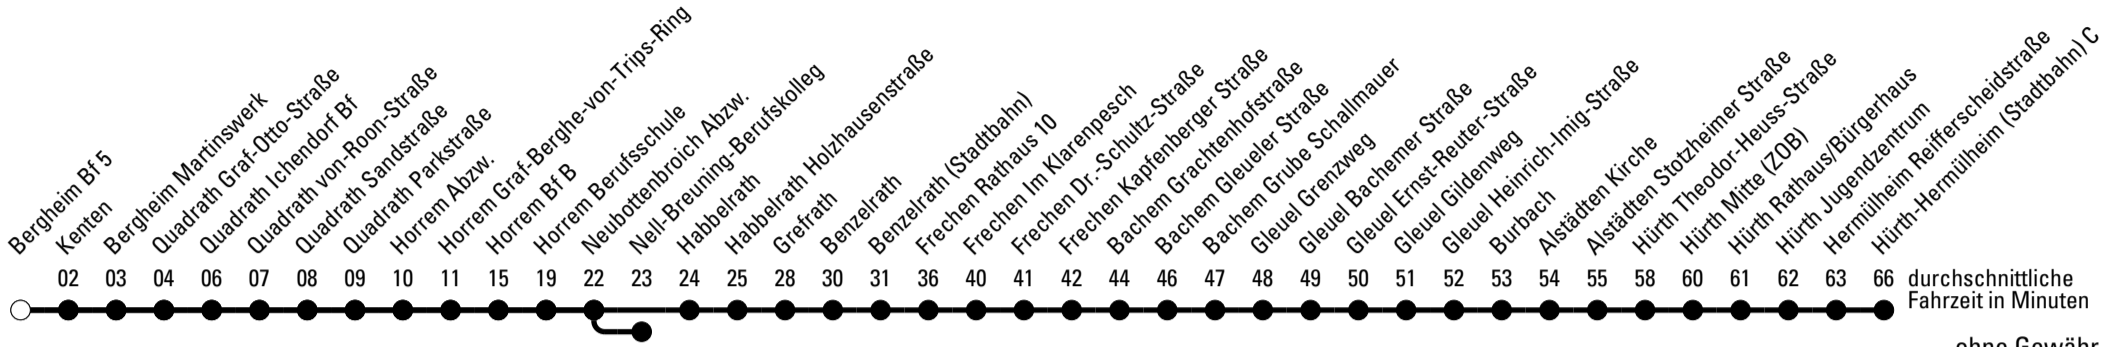 Bergheim Bf 5
Kenten
Bergheim Martinswerk
Quadrath Graf-Otto-Straße
Quadrath Ichendorf Bf
Quadrath von-Roon-Straße
Quadrath Sandstraße
Quadrath Parkstraße
Horrem Abzw.
Horrem Graf-Berghe-von-Trips-Ring
Horrem Bf B
Horrem Berufsschule
Neubottenbroich Abzw.
Nell-Breuning-Berufskolleg
Habbelrath
Habbelrath Holzhausenstraße
Grefrath
Benzelrath
Benzelrath (Stadtbahn)
Frechen Rathaus 10
Frechen Im Klarenpesch
Frechen Dr.-Schultz-Straße
Frechen Kapfenberger Straße
Bachem Grachtenhofstraße
Bachem Gleueler Straße
Bachem Grube Schallmauer
Gleuel Grenzweg
Gleuel Bachemer Straße
Gleuel Ernst-Reuter-Straße
Gleuel Gildenweg
Gleuel Heinrich-Imig-Straße
Burbach
Alstädten Kirche
Alstädten Stotzheimer Straße
Hürth Theodor-Heuss-Straße
Hürth Mitte (ZOB)
Hürth Rathaus/Bürgerhaus
Hürth Jugendzentrum
Hermülheim Reifferscheidstraße
Hürth-Hermülheim (Stadtbahn) C
02 03 04 06 07 08 09 10 11 15 19 22 23 24 25 28 30 31 36 40 41 42 44 46 47 48 49 50 51 52 53 54 55 58 60 61 62 63 66 durchschnittliche
Fahrzeit in Minuten
ohne Gewähr